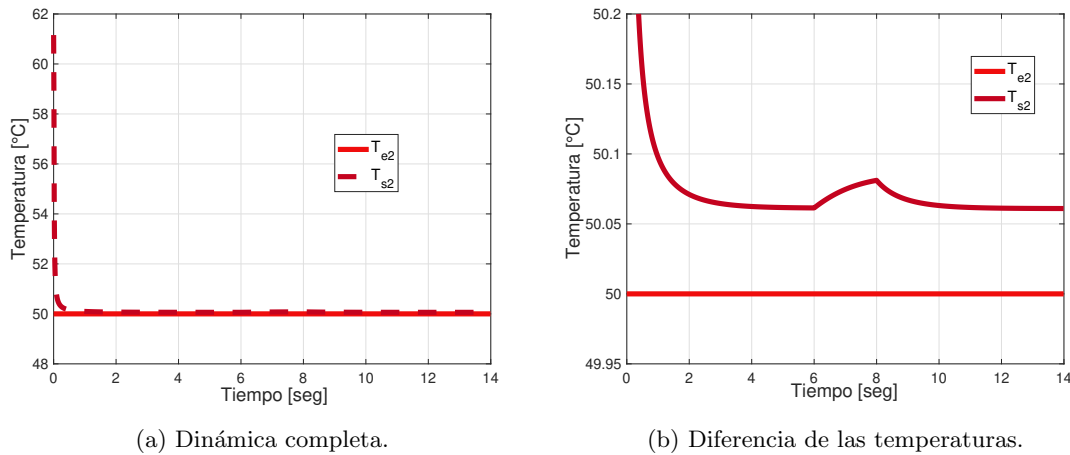 62
60
58
56
54
52
50
48
Temperatura [°C]
T_e2
T_s2
0 2 4 6 8 10 12 14
Tiempo [seg]
(a) Dinámica completa.
50.2
50.15
50.1
50.05
50
49.95
Temperatura [°C]
T_e2
T_s2
0 2 4 6 8 10 12 14
Tiempo [seg]
(b) Diferencia de las temperaturas.